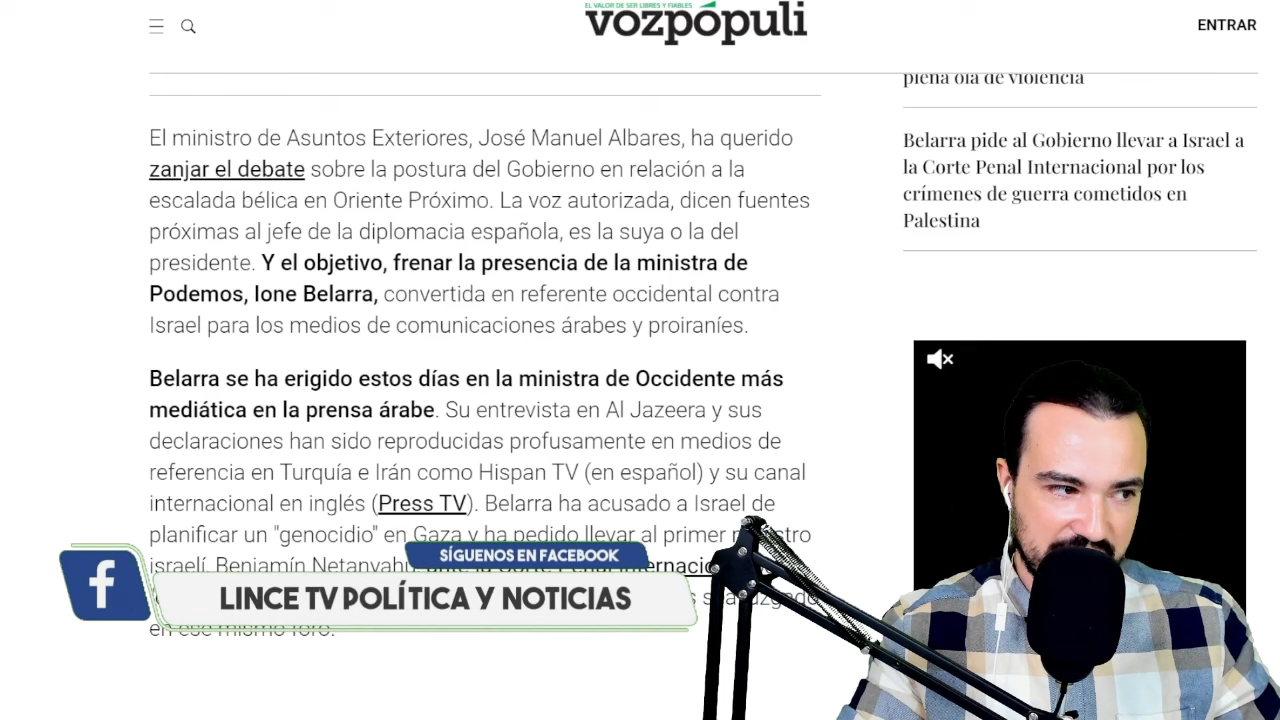 EL VALOR DE SER LIBRES Y FIABLES
vozpópuli
ENTRAR
plena ola de violencia
El ministro de Asuntos Exteriores, José Manuel Albares, ha querido
zanjar el debate sobre la postura del Gobierno en relación a la
escalada bélica en Oriente Próximo. La voz autorizada, dicen fuentes
próximas al jefe de la diplomacia española, es la suya o la del
presidente. Y el objetivo, frenar la presencia de la ministra de
Podemos, Ione Belarra, convertida en referente occidental contra
Israel para los medios de comunicaciones árabes y proiraníes.
Belarra se ha erigido estos días en la ministra de Occidente más
mediática en la prensa árabe. Su entrevista en Al Jazeera y sus
declaraciones han sido reproducidas profusamente en medios de
referencia en Turquía e Irán como Hispan TV (en español) y su canal
internacional en inglés (Press TV). Belarra ha acusado a Israel de
planificar un "genocidio" en Gaza y ha pedido llevar al primer ministro
israelí, Benjamín Netanyahu
en ese mismo foro.
Belarra pide al Gobierno llevar a Israel a
la Corte Penal Internacional por los
crímenes de guerra cometidos en
Palestina
SÍGUENOS EN FACEBOOK
f
LINCE TV POLÍTICA Y NOTICIAS